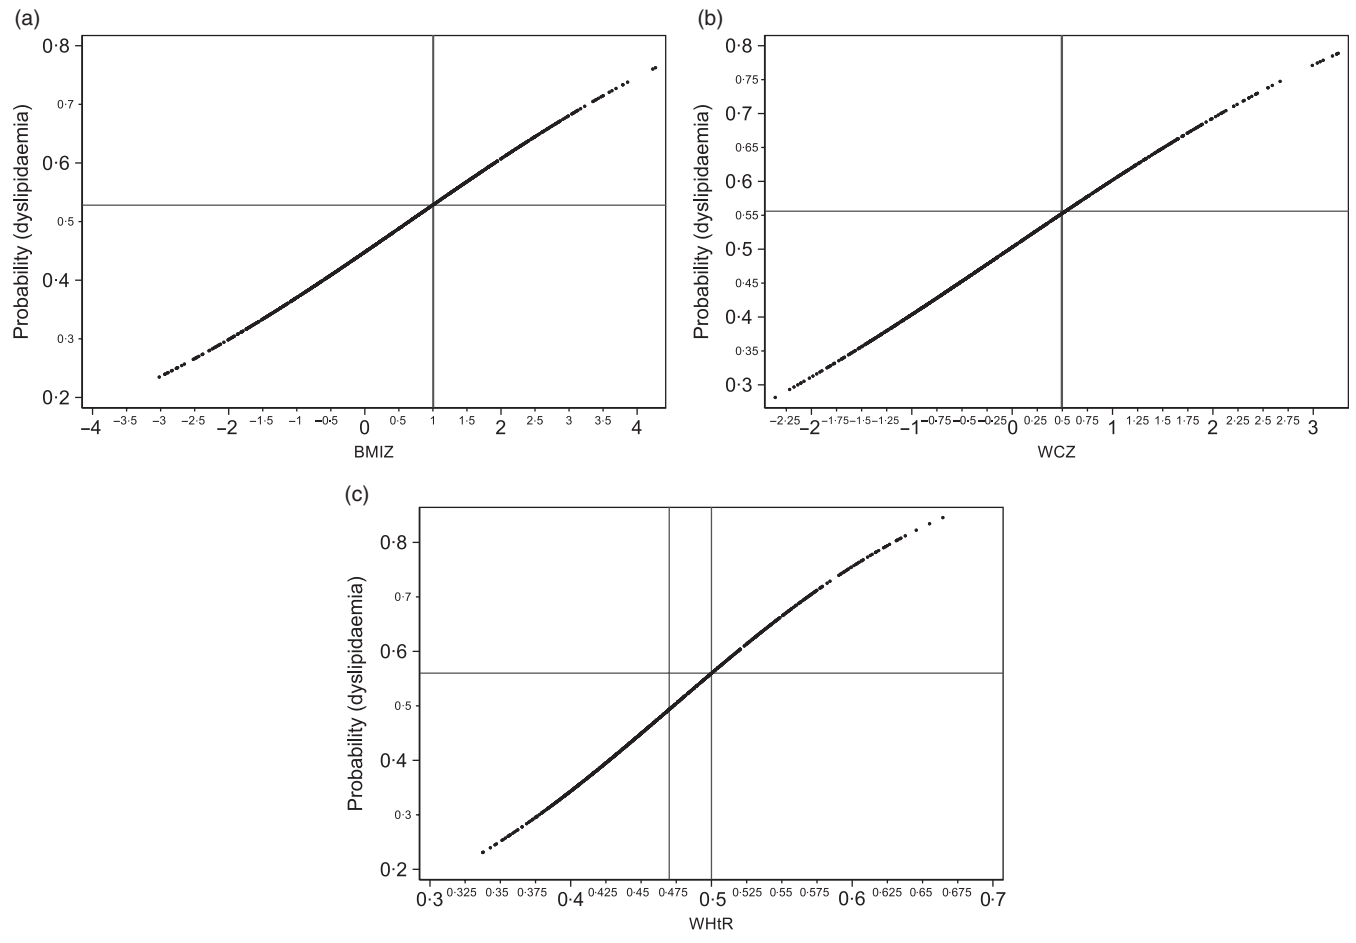 (a)
Probability (dyslipidaemia)
0·8
0·7
0·6
0·5
0·4
0·3
0·2
−4 −3·5 −3 −2·5 −2 −1·5 −1 −0·5 0 0·5 1 1·5 2 2·5 3 3·5 4
BMIZ
(b)
Probability (dyslipidaemia)
0·8
0·75
0·7
0·65
0·6
0·55
0·5
0·45
0·4
0·35
0·3
−2·25 −2 −1·75 −1·5 −1·25 −1 −0·75 −0·5 −0·25 0 0·25 0·5 0·75 1 1·25 1·5 1·75 2 2·25 2·5 2·75 3
WCZ
(c)
Probability (dyslipidaemia)
0·8
0·7
0·6
0·5
0·4
0·3
0·2
0·3 0·325 0·35 0·375 0·4 0·425 0·45 0·475 0·5 0·525 0·55 0·575 0·6 0·625 0·65 0·675 0·7
WHtR